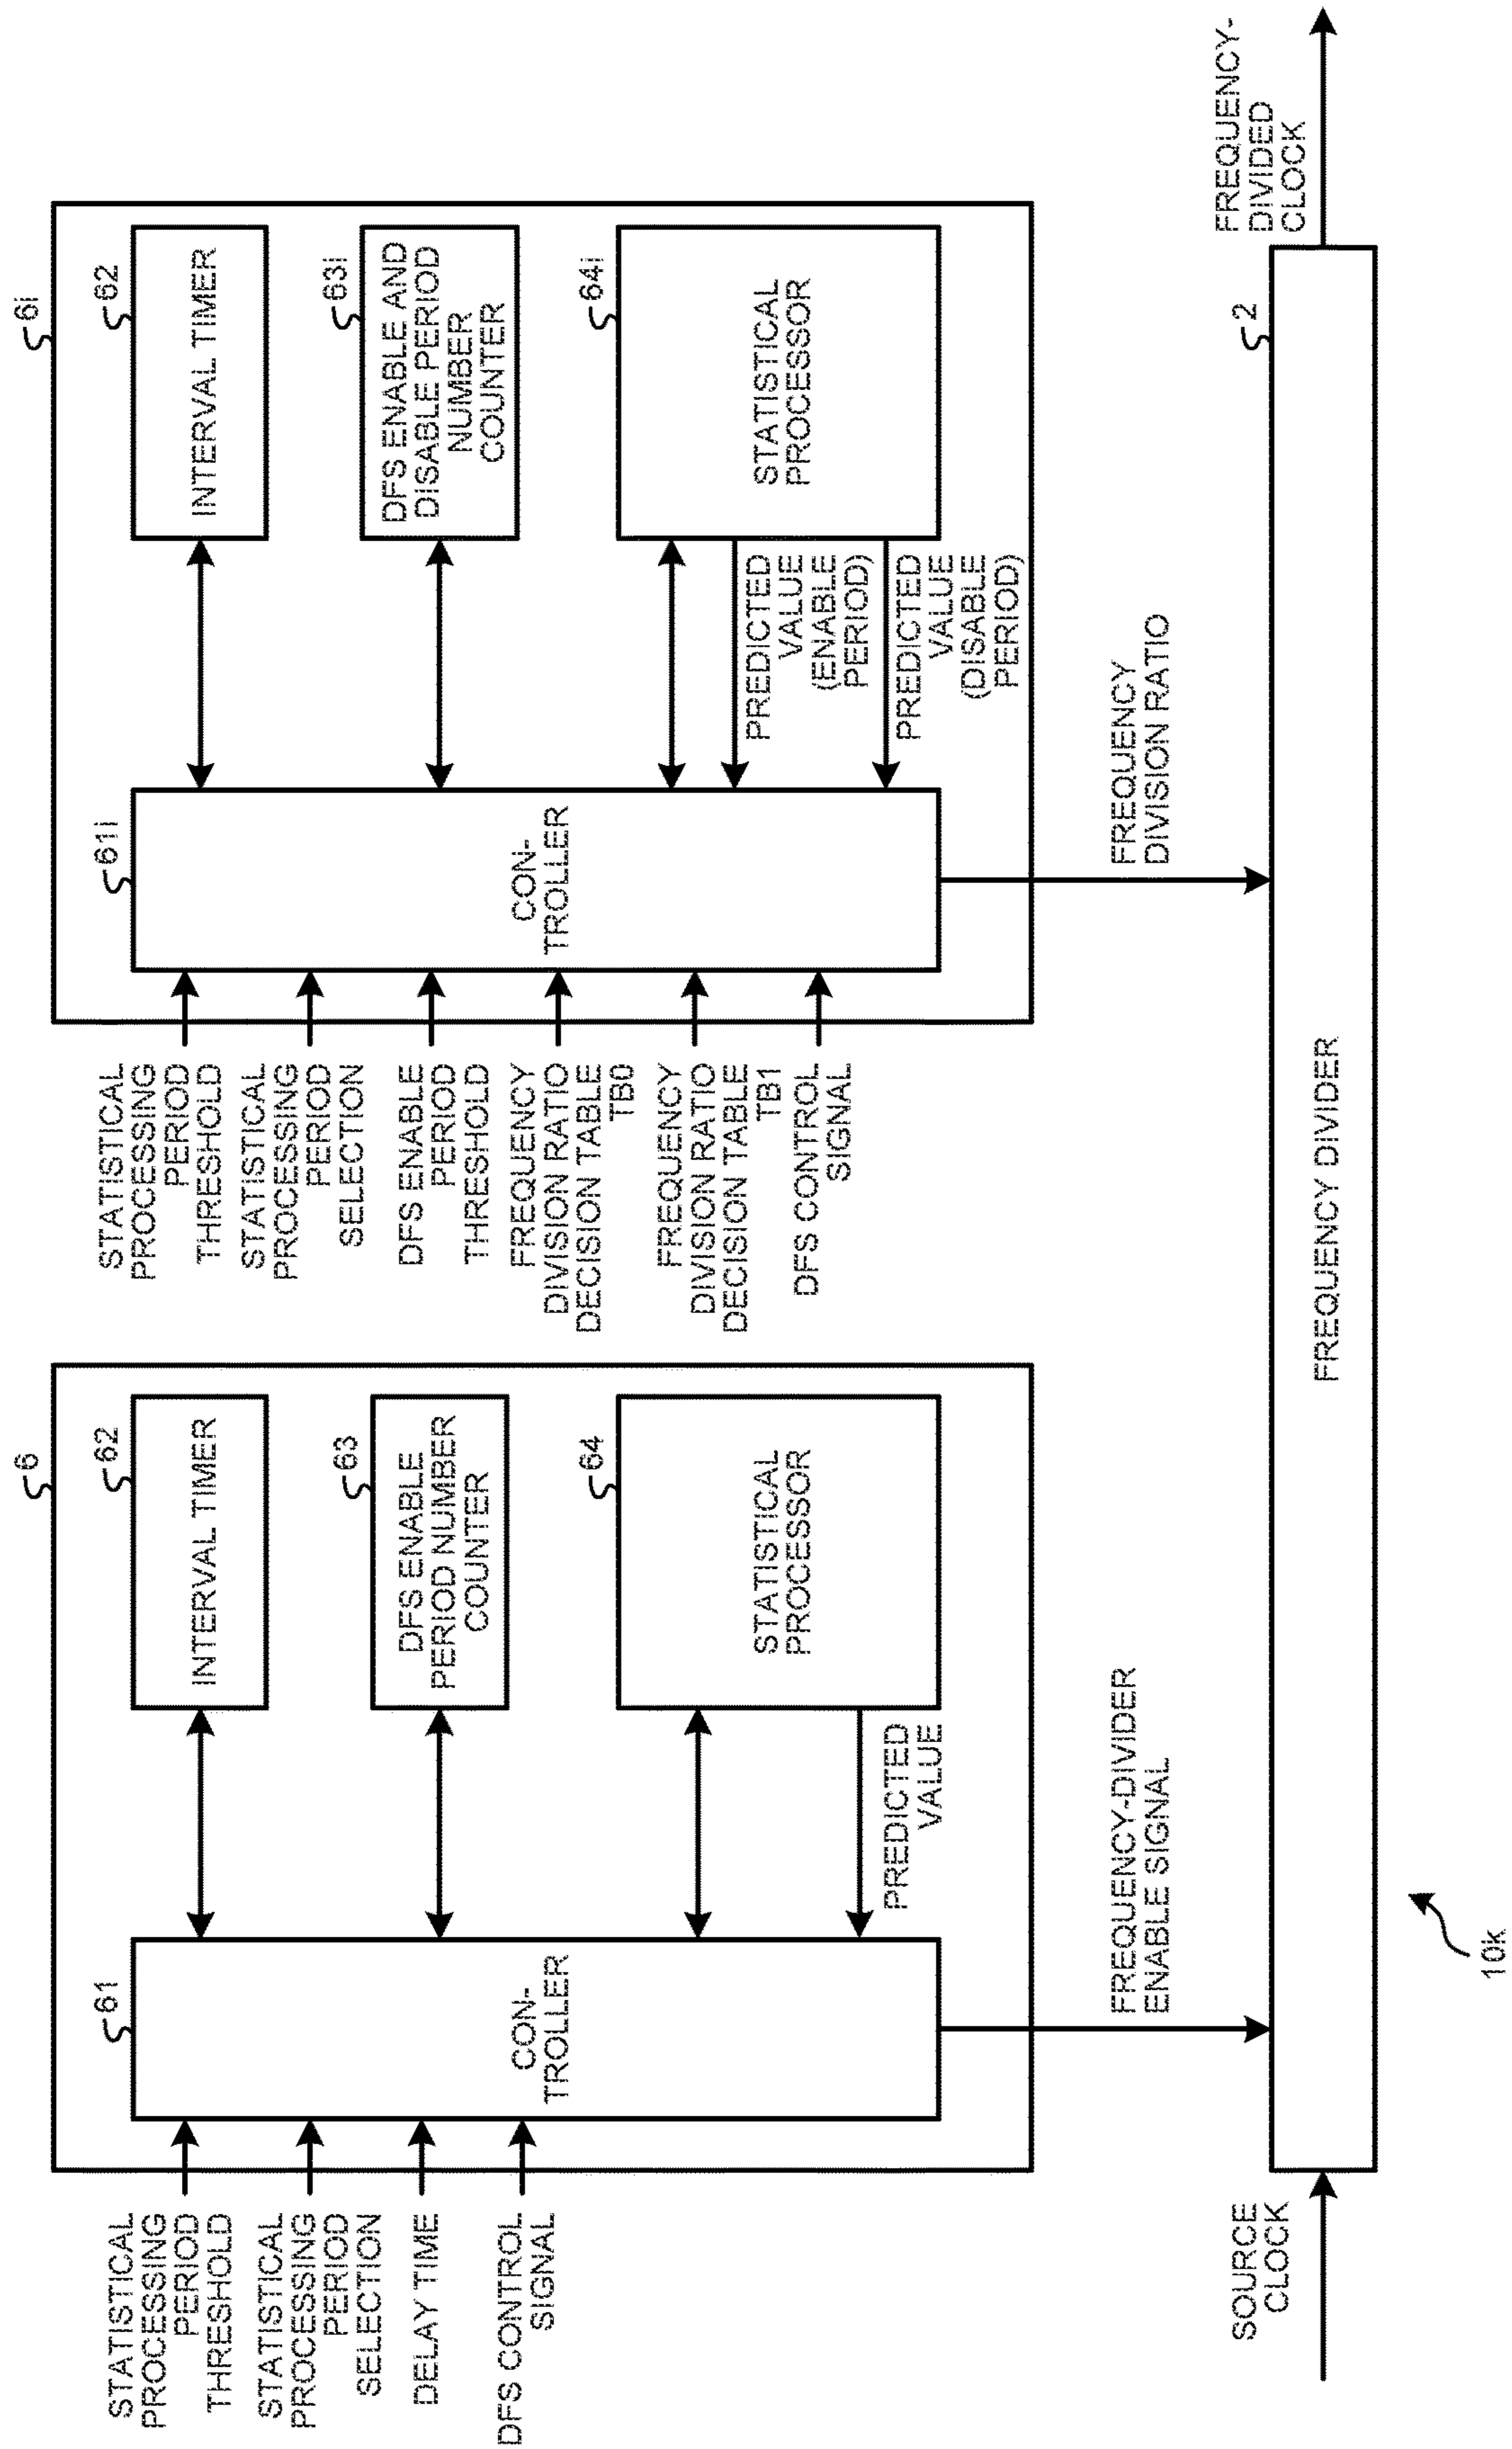 6
61
CON-
TROLLER
62
INTERVAL TIMER
63
DFS ENABLE
PERIOD NUMBER
COUNTER
64
STATISTICAL
PROCESSOR
PREDICTED
VALUE
STATISTICAL
PROCESSING
PERIOD
THRESHOLD
STATISTICAL
PROCESSING
PERIOD
SELECTION
DELAY TIME
DFS CONTROL
SIGNAL
FREQUENCY-DIVIDER
ENABLE SIGNAL
6i
61i
CON-
TROLLER
62
INTERVAL TIMER
63i
DFS ENABLE AND
DISABLE PERIOD
NUMBER
COUNTER
64i
STATISTICAL
PROCESSOR
PREDICTED
VALUE
(ENABLE
PERIOD)
PREDICTED
VALUE
(DISABLE
PERIOD)
STATISTICAL
PROCESSING
PERIOD
THRESHOLD
STATISTICAL
PROCESSING
PERIOD
SELECTION
DFS ENABLE
PERIOD
THRESHOLD
FREQUENCY
DIVISION RATIO
DECISION TABLE
TB0
FREQUENCY
DIVISION RATIO
DECISION TABLE
TB1
DFS CONTROL
SIGNAL
FREQUENCY
DIVISION RATIO
SOURCE
CLOCK
2
FREQUENCY DIVIDER
FREQUENCY-
DIVIDED
CLOCK
10k